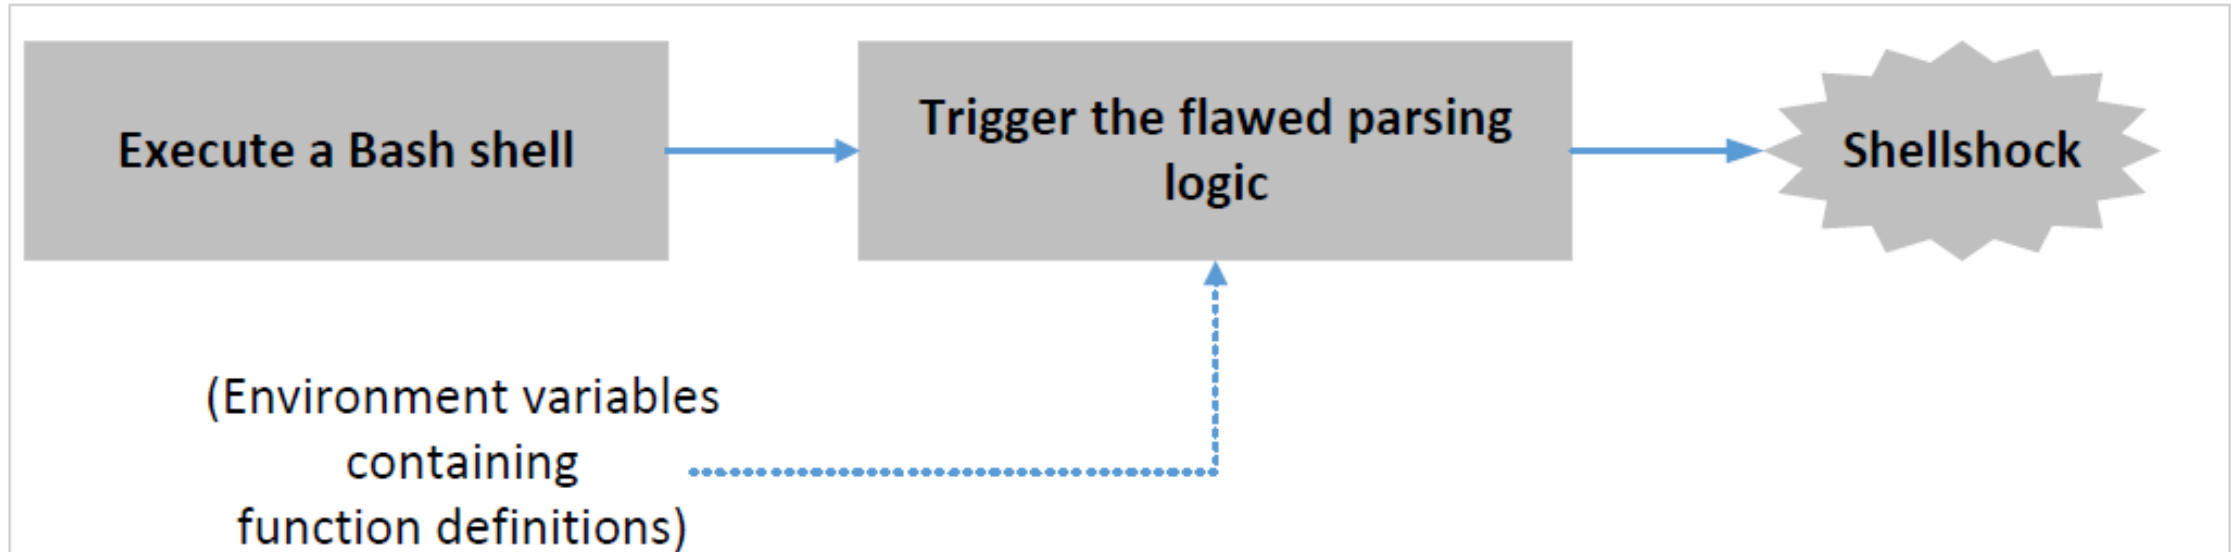 Execute a Bash shell
Trigger the flawed parsing
logic
Shellshock
(Environment variables
containing
function definitions)